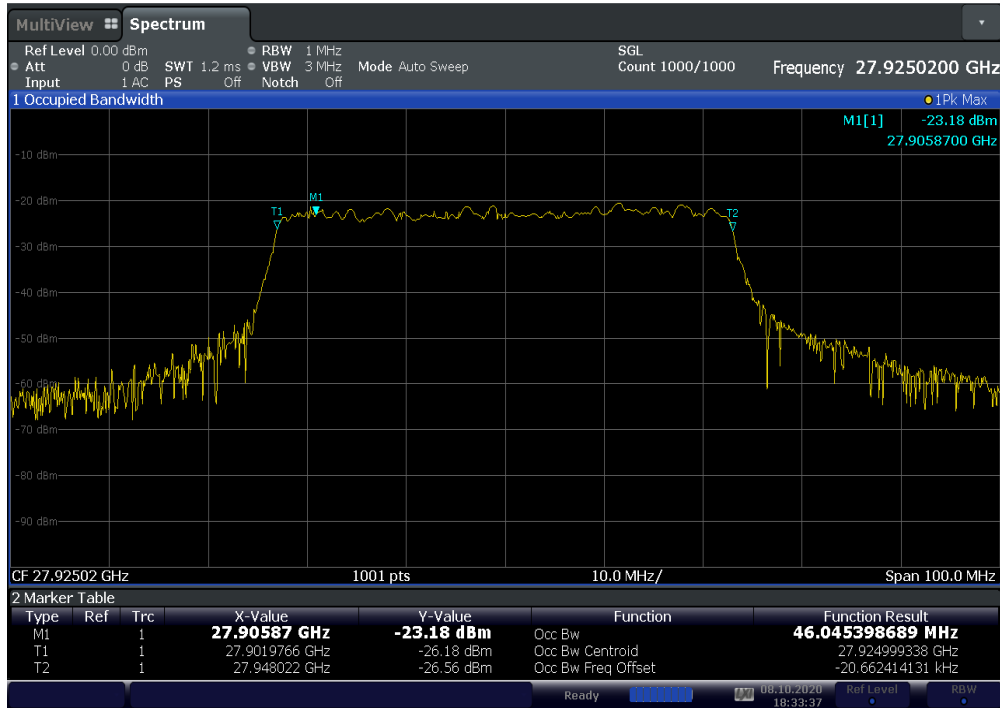 MultiView Spectrum
Ref Level 0.00 dBm RBW 1 MHz SGL
Att 0 dB SWT 1.2 ms VBW 3 MHz Mode Auto Sweep Count 1000/1000 Frequency 27.9250200 GHz
Input 1 AC PS Off Notch Off
1 Occupied Bandwidth 1Pk Max
M1[1] -23.18 dBm
27.9058700 GHz
-10 dBm
-20 dBm
M1
T1
T2
-30 dBm
-40 dBm
-50 dBm
-60 dBm
-70 dBm
-80 dBm
-90 dBm
CF 27.92502 GHz 1001 pts 10.0 MHz/ Span 100.0 MHz
2 Marker Table
Type Ref Trc X-Value Y-Value Function Function Result
M1 1 27.90587 GHz -23.18 dBm Occ Bw 46.045398689 MHz
T1 1 27.9019766 GHz -26.18 dBm Occ Bw Centroid 27.924999338 GHz
T2 1 27.948022 GHz -26.56 dBm Occ Bw Freq Offset -20.662414131 kHz
Ready 08.10.2020 Ref Level RBW
18:33:37